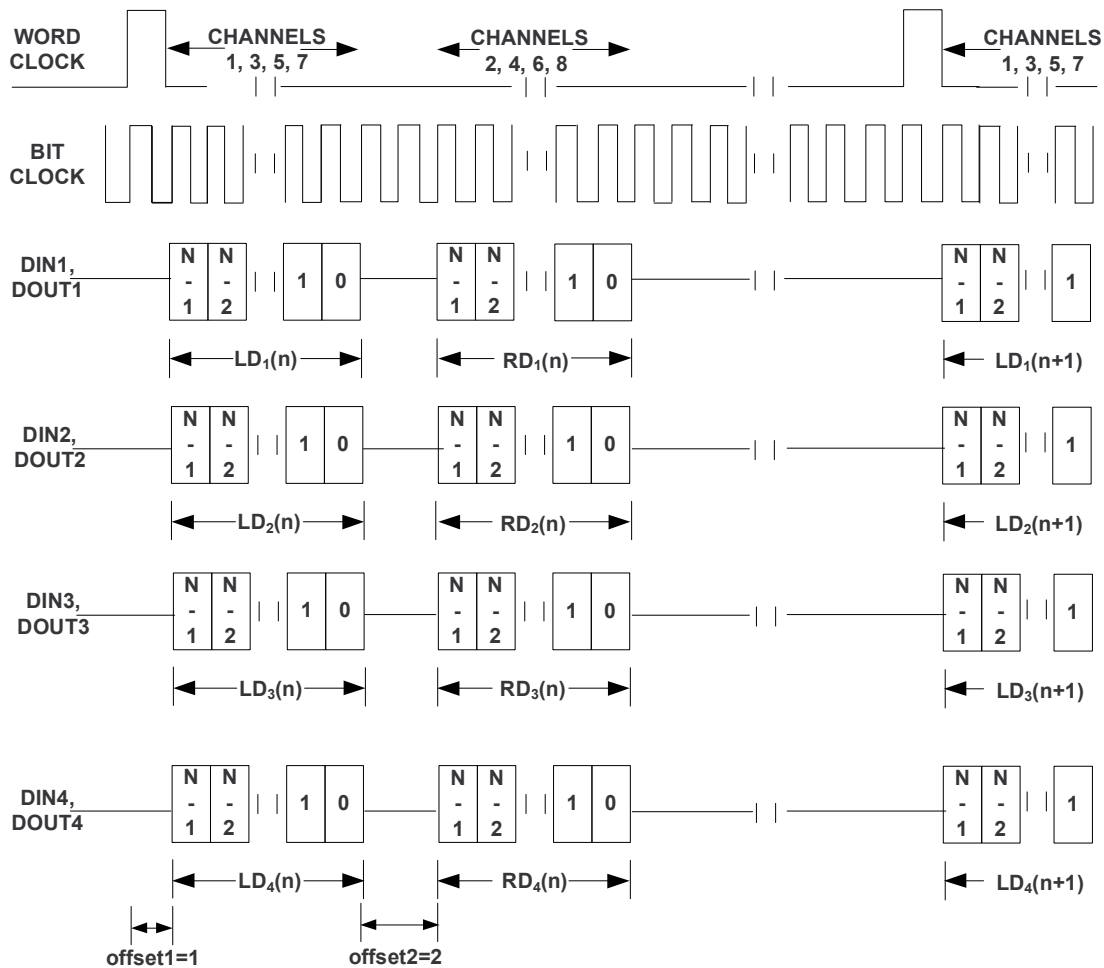 WORD
CLOCK
CHANNELS
1, 3, 5, 7
CHANNELS
2, 4, 6, 8
CHANNELS
1, 3, 5, 7
BIT
CLOCK
DIN1,
DOUT1
N
-
1
N
-
2
1
0
N
-
1
N
-
2
1
0
N
-
1
N
-
2
1
LD₁(n)
RD₁(n)
LD₁(n+1)
DIN2,
DOUT2
N
-
1
N
-
2
1
0
N
-
1
N
-
2
1
0
N
-
1
N
-
2
1
LD₂(n)
RD₂(n)
LD₂(n+1)
DIN3,
DOUT3
N
-
1
N
-
2
1
0
N
-
1
N
-
2
1
0
N
-
1
N
-
2
1
LD₃(n)
RD₃(n)
LD₃(n+1)
DIN4,
DOUT4
N
-
1
N
-
2
1
0
N
-
1
N
-
2
1
0
N
-
1
N
-
2
1
LD₄(n)
RD₄(n)
LD₄(n+1)
offset1=1
offset2=2